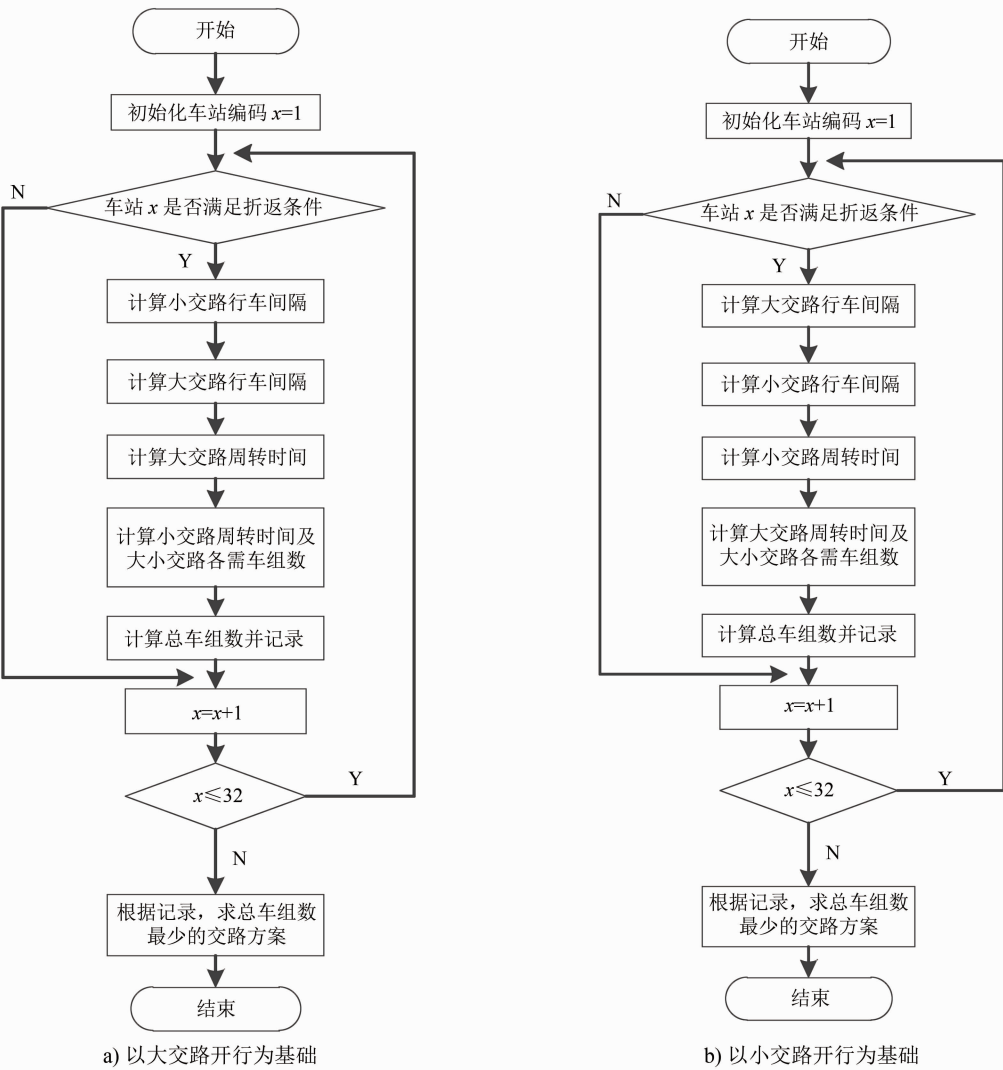 开始
初始化车站编码 x=1
N
车站 x 是否满足折返条件
Y
计算小交路行车间隔
计算大交路行车间隔
计算大交路周转时间
计算小交路周转时间及
大小交路各需车组数
计算总车组数并记录
x=x+1
x≤32
Y
N
根据记录，求总车组数
最少的交路方案
结束
a) 以大交路开行为基础
开始
初始化车站编码 x=1
N
车站 x 是否满足折返条件
Y
计算大交路行车间隔
计算小交路行车间隔
计算小交路周转时间
计算大交路周转时间及
大小交路各需车组数
计算总车组数并记录
x=x+1
x≤32
Y
N
根据记录，求总车组数
最少的交路方案
结束
b) 以小交路开行为基础